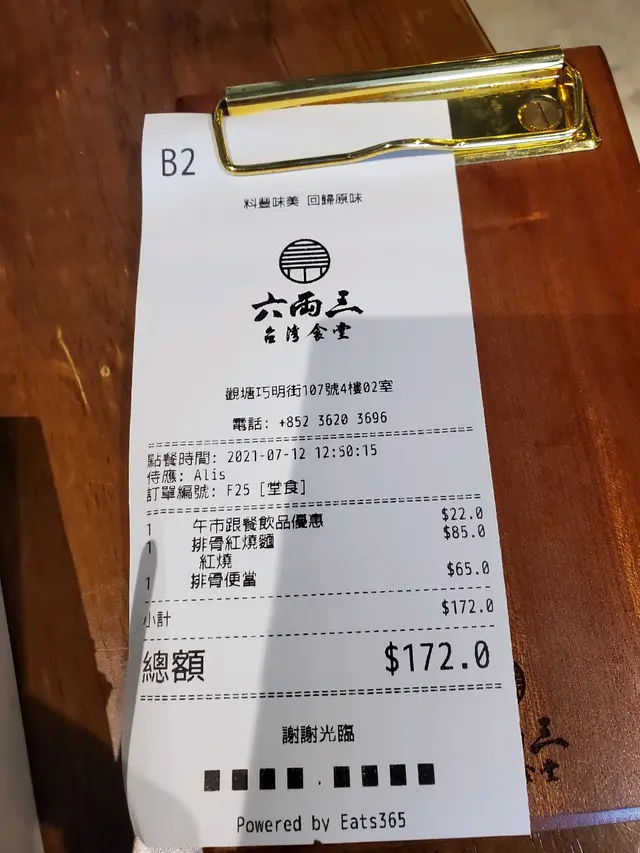 B2
料豐味美 回歸原味
六両三
台灣食堂
觀塘巧明街107號4樓02室
電話: +852 3620 3696
點餐時間: 2021-07-12 12:50:15
侍應: Alis
訂單編號: F25 [堂食]
1 午市跟餐飲品優惠 $22.0
1 排骨紅燒麵 $85.0
紅燒
1 排骨便當 $65.0
小計 $172.0
總額 $172.0
謝謝光臨
Powered by Eats365
三
食堂